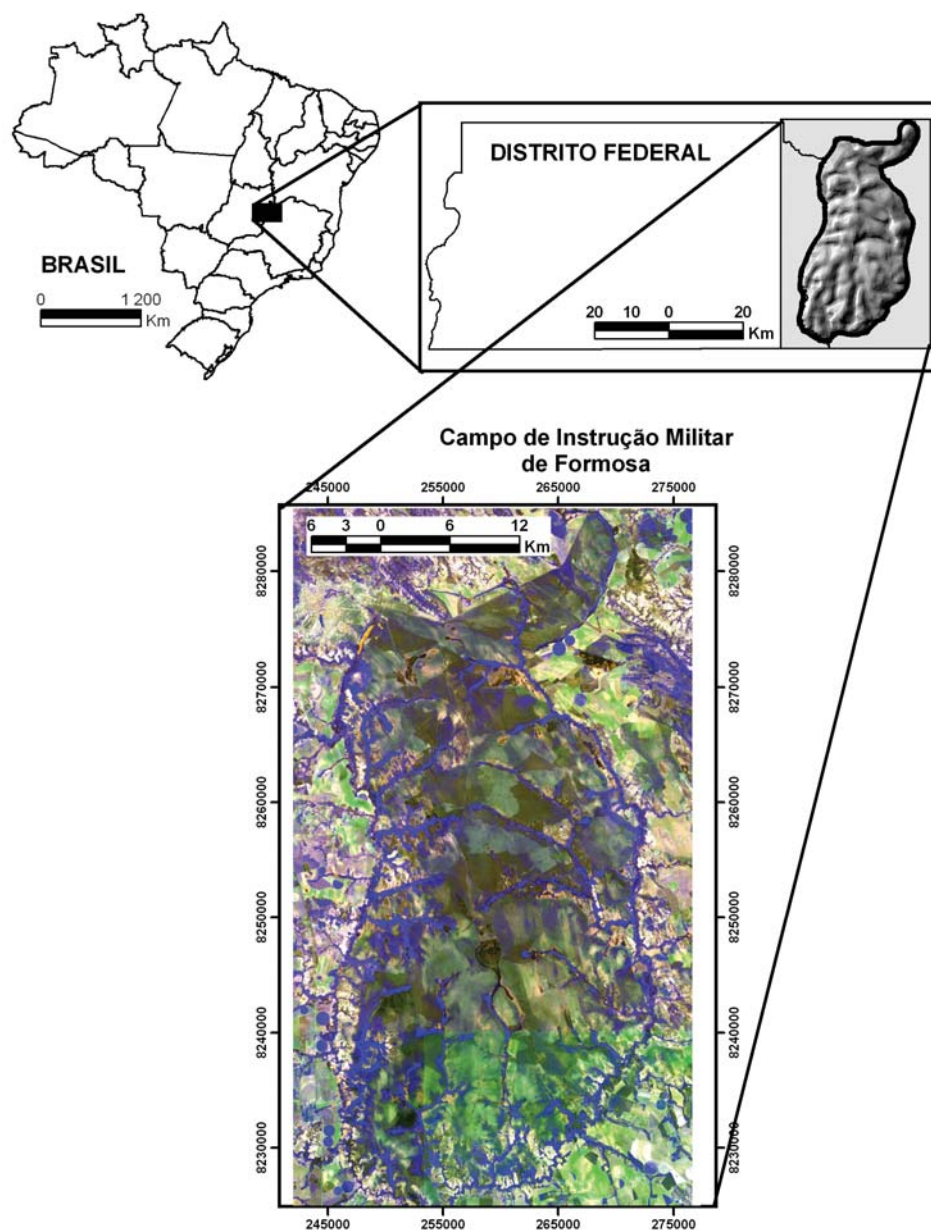 BRASIL
0 1 200
Km
DISTRITO FEDERAL
20 10 0 20
Km
Campo de Instrução Militar
de Formosa
245000 255000 265000 275000
6 3 0 6 12
Km
8280000 8280000
8270000 8270000
8260000 8260000
8250000 8250000
8240000 8240000
8230000 8230000
245000 255000 265000 275000